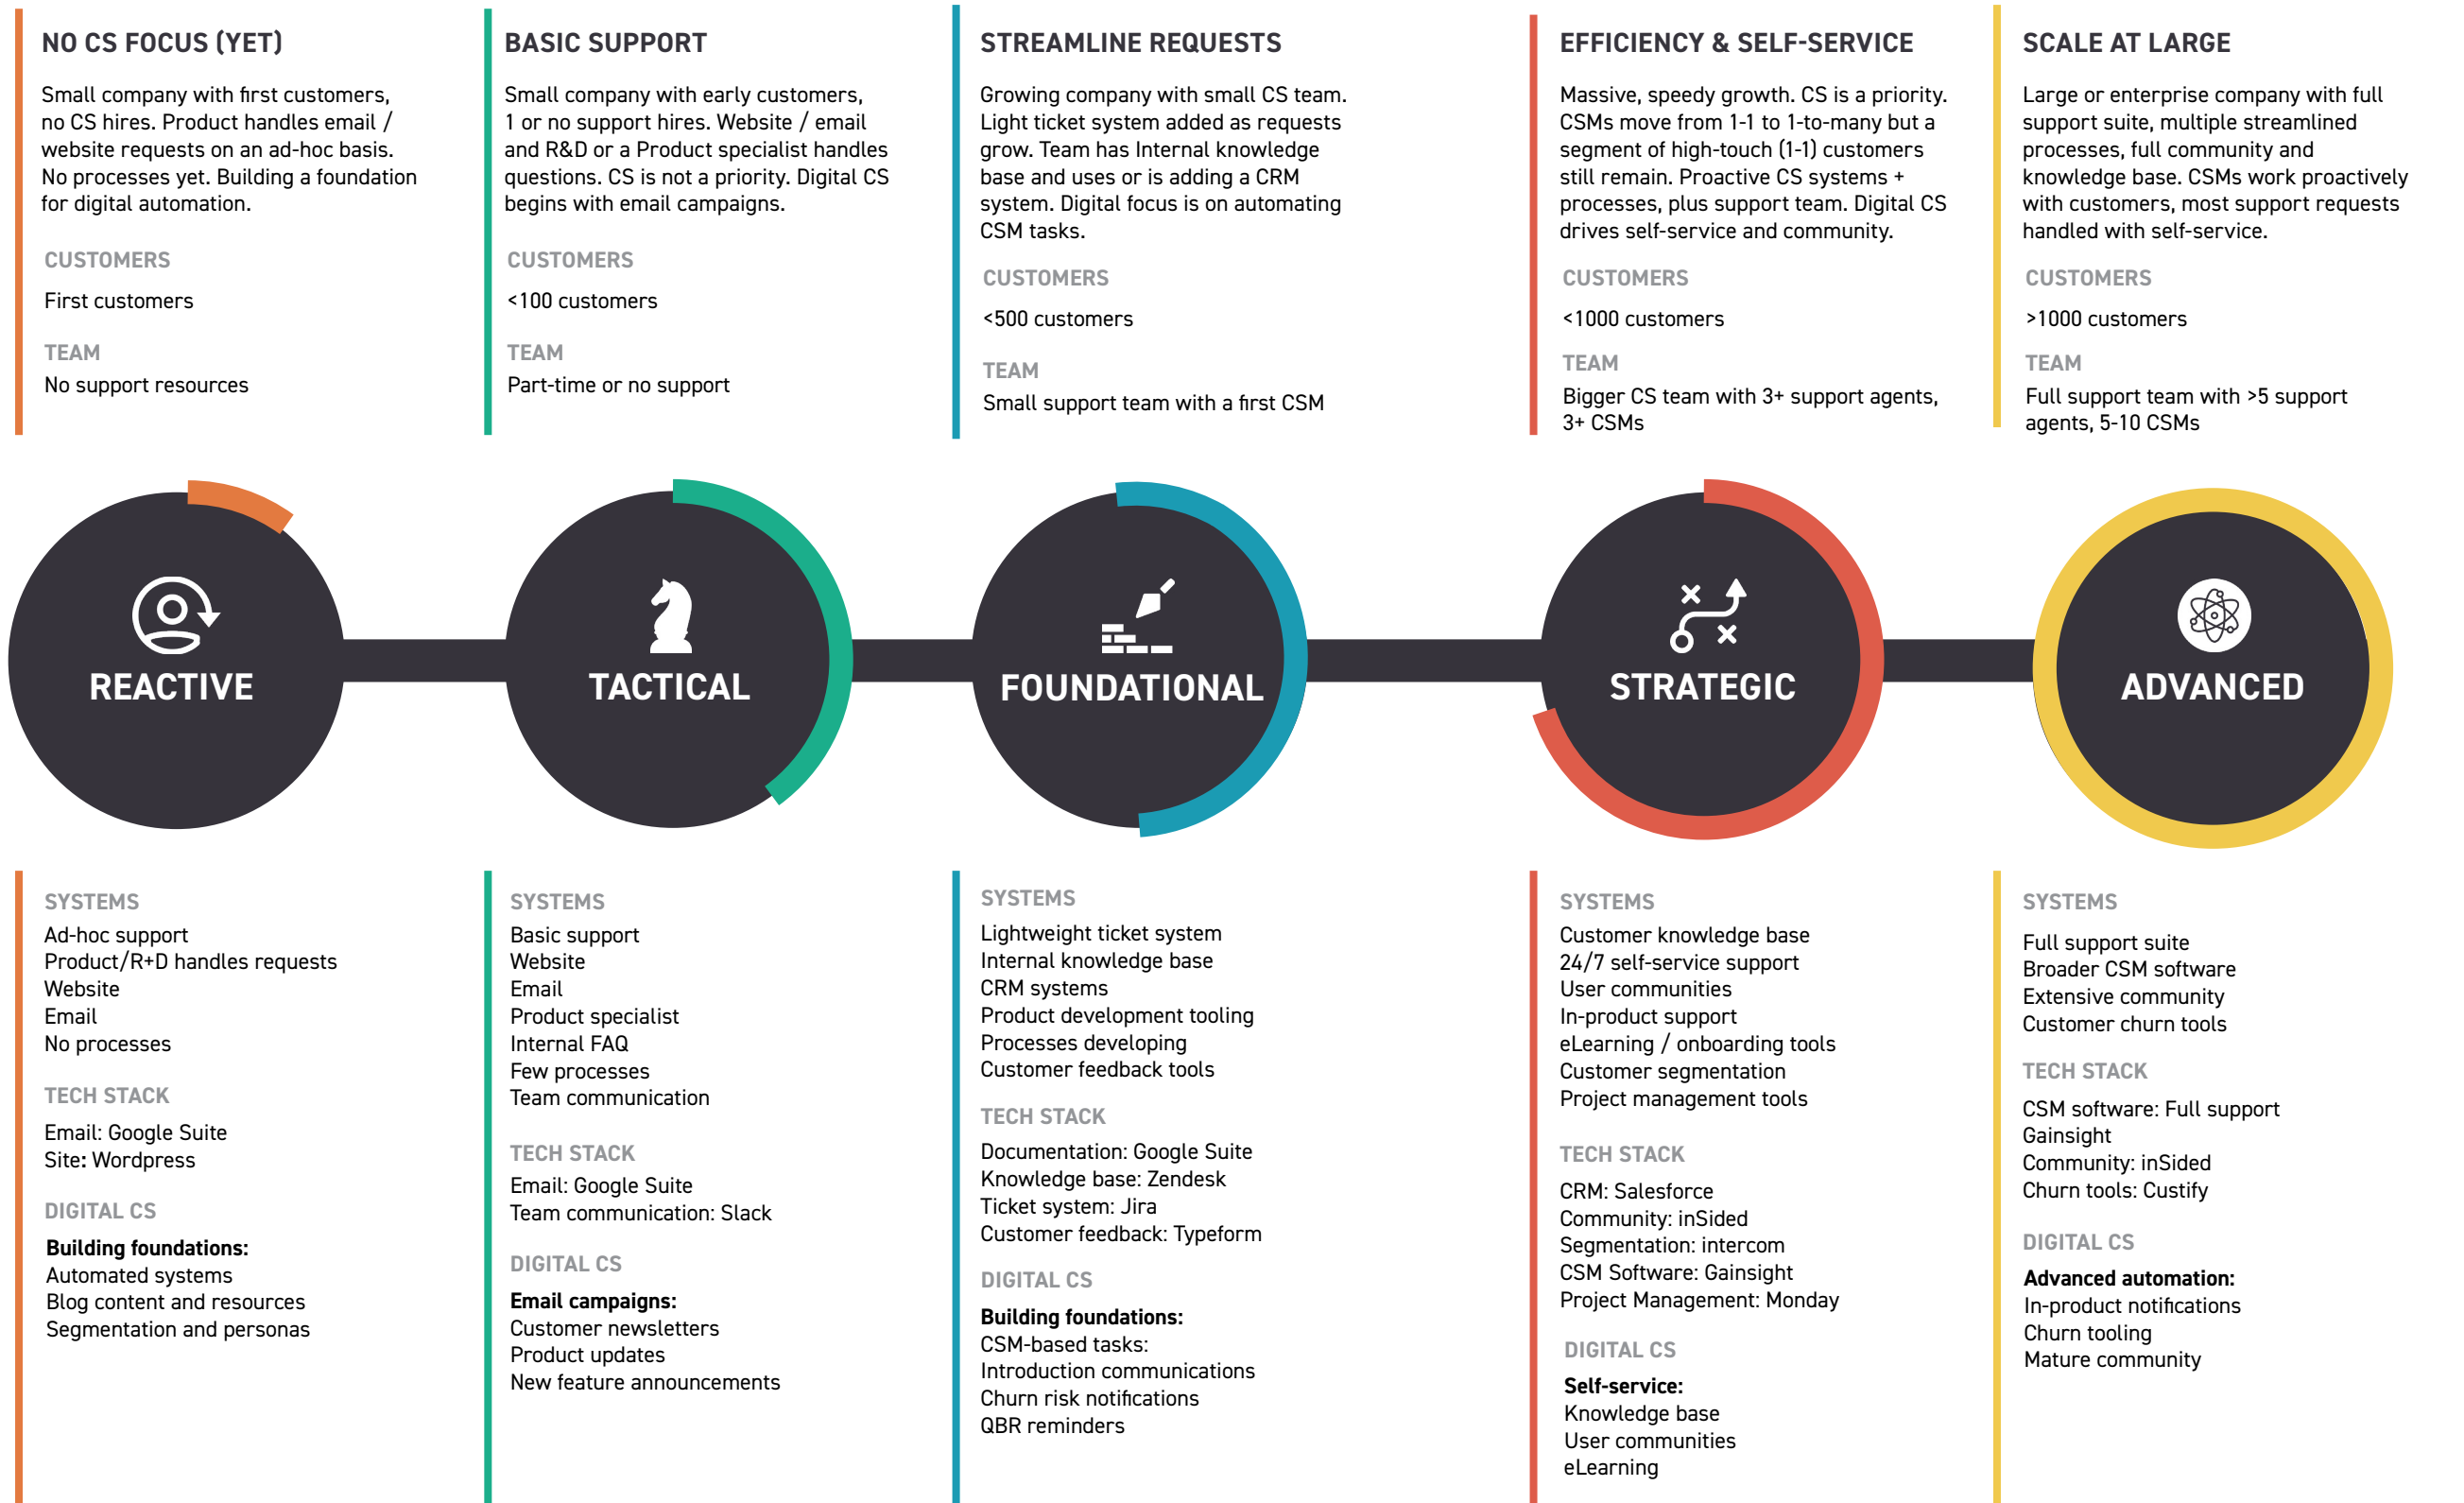 NO CS FOCUS (YET)
Small company with first customers,
no CS hires. Product handles email /
website requests on an ad-hoc basis.
No processes yet. Building a foundation
for digital automation.
CUSTOMERS
First customers
TEAM
No support resources
BASIC SUPPORT
Small company with early customers,
1 or no support hires. Website / email
and R&D or a Product specialist handles
questions. CS is not a priority. Digital CS
begins with email campaigns.
CUSTOMERS
<100 customers
TEAM
Part-time or no support
STREAMLINE REQUESTS
Growing company with small CS team.
Light ticket system added as requests
grow. Team has Internal knowledge
base and uses or is adding a CRM
system. Digital focus is on automating
CSM tasks.
CUSTOMERS
<500 customers
TEAM
Small support team with a first CSM
EFFICIENCY & SELF-SERVICE
Massive, speedy growth. CS is a priority.
CSMs move from 1-1 to 1-to-many but a
segment of high-touch (1-1) customers
still remain. Proactive CS systems +
processes, plus support team. Digital CS
drives self-service and community.
CUSTOMERS
<1000 customers
TEAM
Bigger CS team with 3+ support agents,
3+ CSMs
SCALE AT LARGE
Large or enterprise company with full
support suite, multiple streamlined
processes, full community and
knowledge base. CSMs work proactively
with customers, most support requests
handled with self-service.
CUSTOMERS
>1000 customers
TEAM
Full support team with >5 support
agents, 5-10 CSMs
REACTIVE
TACTICAL
FOUNDATIONAL
STRATEGIC
ADVANCED
SYSTEMS
Ad-hoc support
Product/R+D handles requests
Website
Email
No processes
TECH STACK
Email: Google Suite
Site: Wordpress
DIGITAL CS
Building foundations:
Automated systems
Blog content and resources
Segmentation and personas
SYSTEMS
Basic support
Website
Email
Product specialist
Internal FAQ
Few processes
Team communication
TECH STACK
Email: Google Suite
Team communication: Slack
DIGITAL CS
Email campaigns:
Customer newsletters
Product updates
New feature announcements
SYSTEMS
Lightweight ticket system
Internal knowledge base
CRM systems
Product development tooling
Processes developing
Customer feedback tools
TECH STACK
Documentation: Google Suite
Knowledge base: Zendesk
Ticket system: Jira
Customer feedback: Typeform
DIGITAL CS
Building foundations:
CSM-based tasks:
Introduction communications
Churn risk notifications
QBR reminders
SYSTEMS
Customer knowledge base
24/7 self-service support
User communities
In-product support
eLearning / onboarding tools
Customer segmentation
Project management tools
TECH STACK
CRM: Salesforce
Community: inSided
Segmentation: intercom
CSM Software: Gainsight
Project Management: Monday
DIGITAL CS
Self-service:
Knowledge base
User communities
eLearning
SYSTEMS
Full support suite
Broader CSM software
Extensive community
Customer churn tools
TECH STACK
CSM software: Full support
Gainsight
Community: inSided
Churn tools: Custify
DIGITAL CS
Advanced automation:
In-product notifications
Churn tooling
Mature community